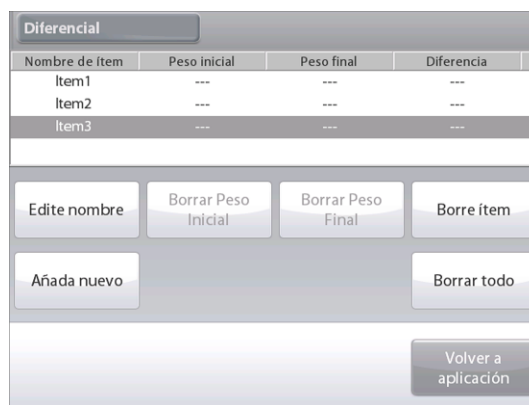 Diferencial
Nombre de ítem Peso inicial Peso final Diferencia
Item1 --- --- ---
Item2 --- --- ---
Item3 --- --- ---
Edite nombre
Borrar Peso
Inicial
Borrar Peso
Final
Borre ítem
Añada nuevo
Borrar todo
Volver a
aplicación